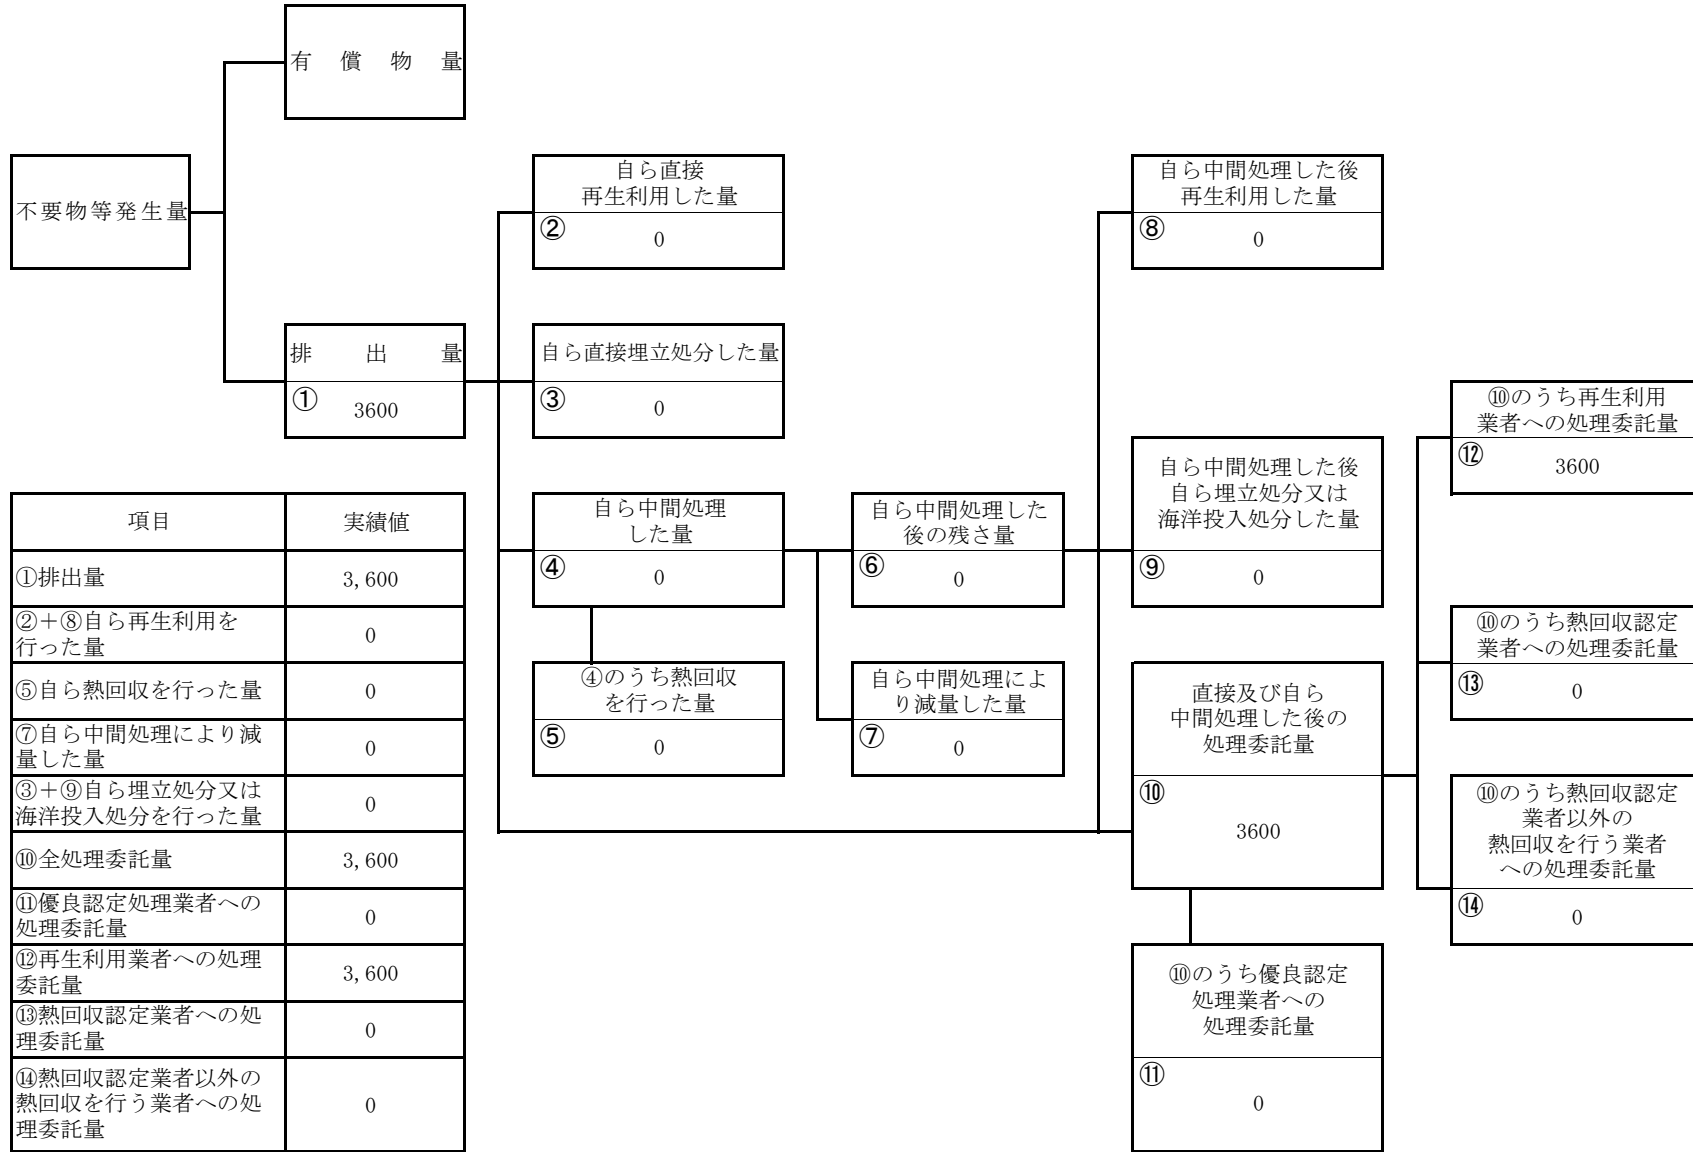 有償物量
不要物等発生量
排出量
①
3600
自ら直接
再生利用した量
②
0
自ら直接埋立処分した量
③
0
自ら中間処理
した量
④
0
④のうち熱回収
を行った量
⑤
0
自ら中間処理した
後の残さ量
⑥
0
自ら中間処理によ
り減量した量
⑦
0
自ら中間処理した後
再生利用した量
⑧
0
自ら中間処理した後
自ら埋立処分又は
海洋投入処分した量
⑨
0
直接及び自ら
中間処理した後の
処理委託量
⑩
3600
⑩のうち優良認定
処理業者への
処理委託量
⑪
0
⑩のうち再生利用
業者への処理委託量
⑫
3600
⑩のうち熱回収認定
業者への処理委託量
⑬
0
⑩のうち熱回収認定
業者以外の
熱回収を行う業者
への処理委託量
⑭
0
項目 実績値
①排出量 3,600
②+⑧自ら再生利用を
行った量 0
⑤自ら熱回収を行った量 0
⑦自ら中間処理により減
量した量 0
③+⑨自ら埋立処分又は
海洋投入処分を行った量 0
⑩全処理委託量 3,600
⑪優良認定処理業者への
処理委託量 0
⑫再生利用業者への処理
委託量 3,600
⑬熱回収認定業者への処
理委託量 0
⑭熱回収認定業者以外の
熱回収を行う業者への処
理委託量 0